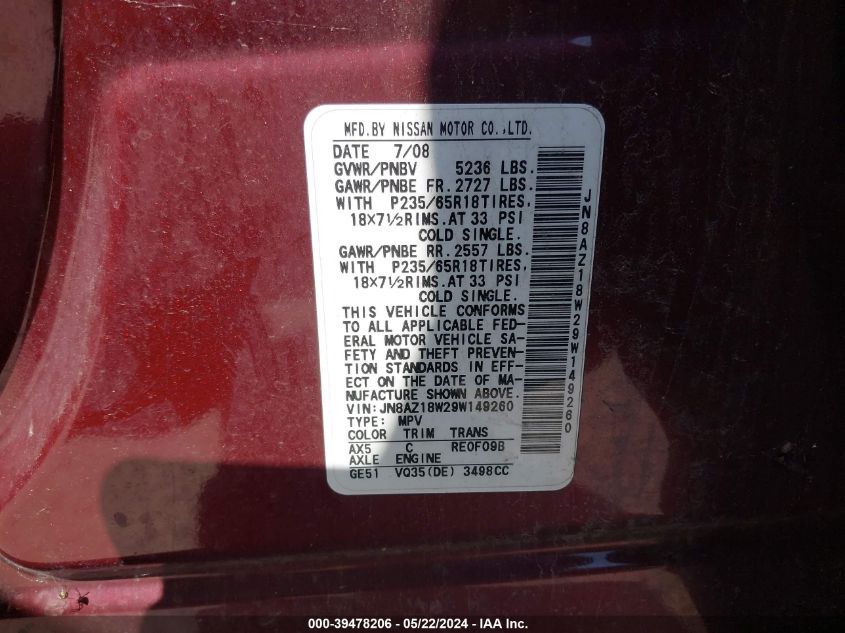 MFD.BY NISSAN MOTOR CO.,LTD.
DATE 7/08
GVWR/PNBV 5236 LBS.
GAWR/PNBE FR. 2727 LBS.
WITH P235/65R18TIRES,
18×7½RIMS.AT 33 PSI
COLD SINGLE.
GAWR/PNBE RR. 2557 LBS.
WITH P235/65R18TIRES,
18×7½RIMS.AT 33 PSI
COLD SINGLE.
THIS VEHICLE CONFORMS
TO ALL APPLICABLE FED-
ERAL MOTOR VEHICLE SA-
FETY AND THEFT PREVEN-
TION STANDARDS IN EFF-
ECT ON THE DATE OF MA-
NUFACTURE SHOWN ABOVE.
VIN:JN8AZ18W29W149260
TYPE: MPV
COLOR TRIM TRANS
AX5 C RE0F09B
AXLE ENGINE
GE51 VQ35(DE) 3498CC
JN8AZ18W29W149260
000-39478206 - 05/22/2024 - IAA Inc.